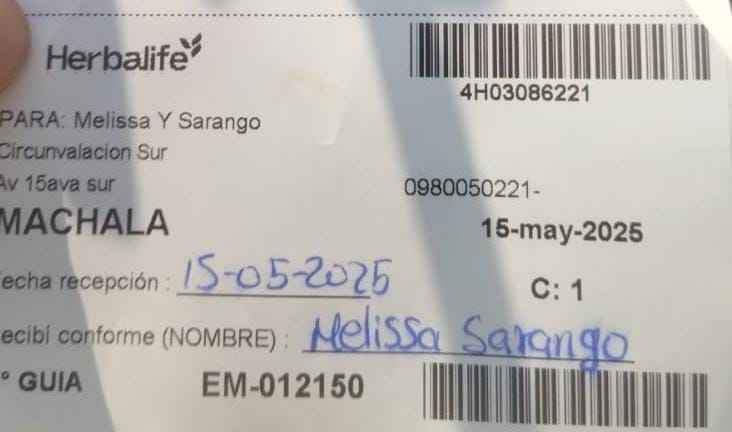 Herbalife
4H03086221
PARA: Melissa Y Sarango
Circunvalacion Sur
Av 15ava sur
0980050221-
MACHALA
15-may-2025
echa recepción : 15-05-2025
C: 1
ecibí conforme (NOMBRE) : Melissa Sarango
° GUIA EM-012150